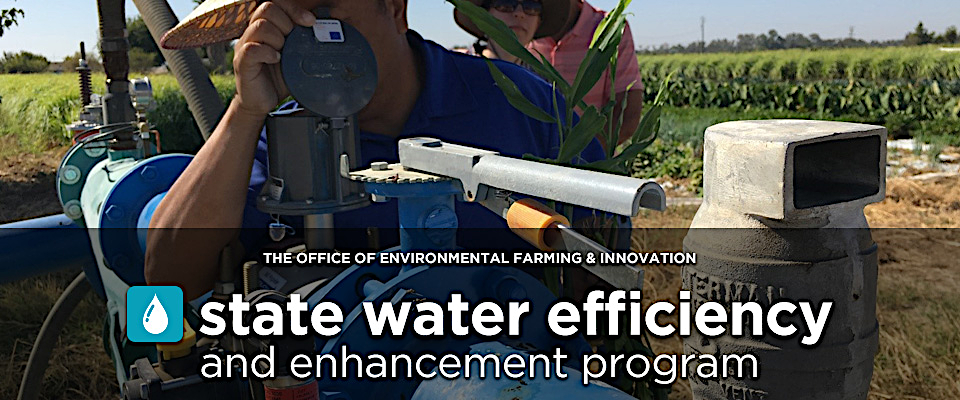 THE OFFICE OF ENVIRONMENTAL FARMING & INNOVATION
state water efficiency
and enhancement program